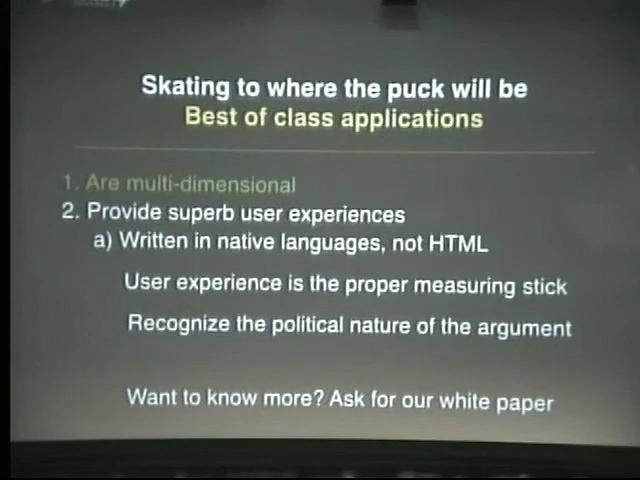 Skating to where the puck will be
Best of class applications
1. Are multi-dimensional
2. Provide superb user experiences
a) Written in native languages, not HTML
User experience is the proper measuring stick
Recognize the political nature of the argument
Want to know more? Ask for our white paper